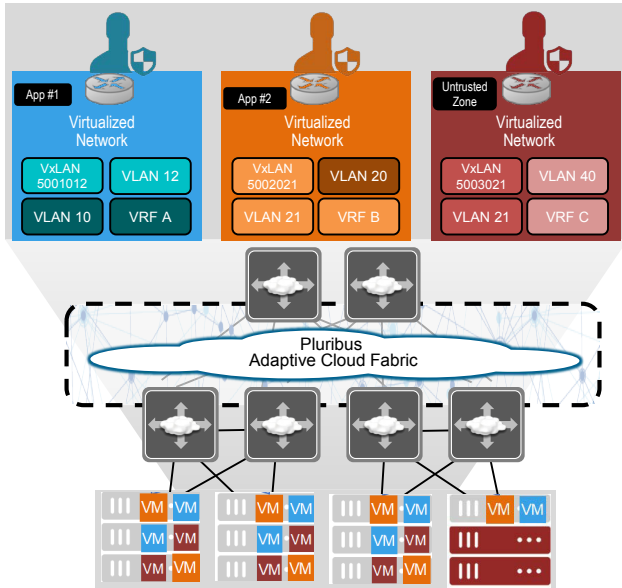 App #1
App #2
Untrusted
Zone
Virtualized
Network
Virtualized
Network
Virtualized
Network
VxLAN
5001012
VLAN 12
VxLAN
5002021
VLAN 20
VxLAN
5003021
VLAN 40
VLAN 10
VRF A
VLAN 21
VRF B
VLAN 21
VRF C
Pluribus
Adaptive Cloud Fabric
VM VM
VM VM
VM VM
VM VM
VM VM
VM VM
VM VM
VM VM
VM VM
VM VM